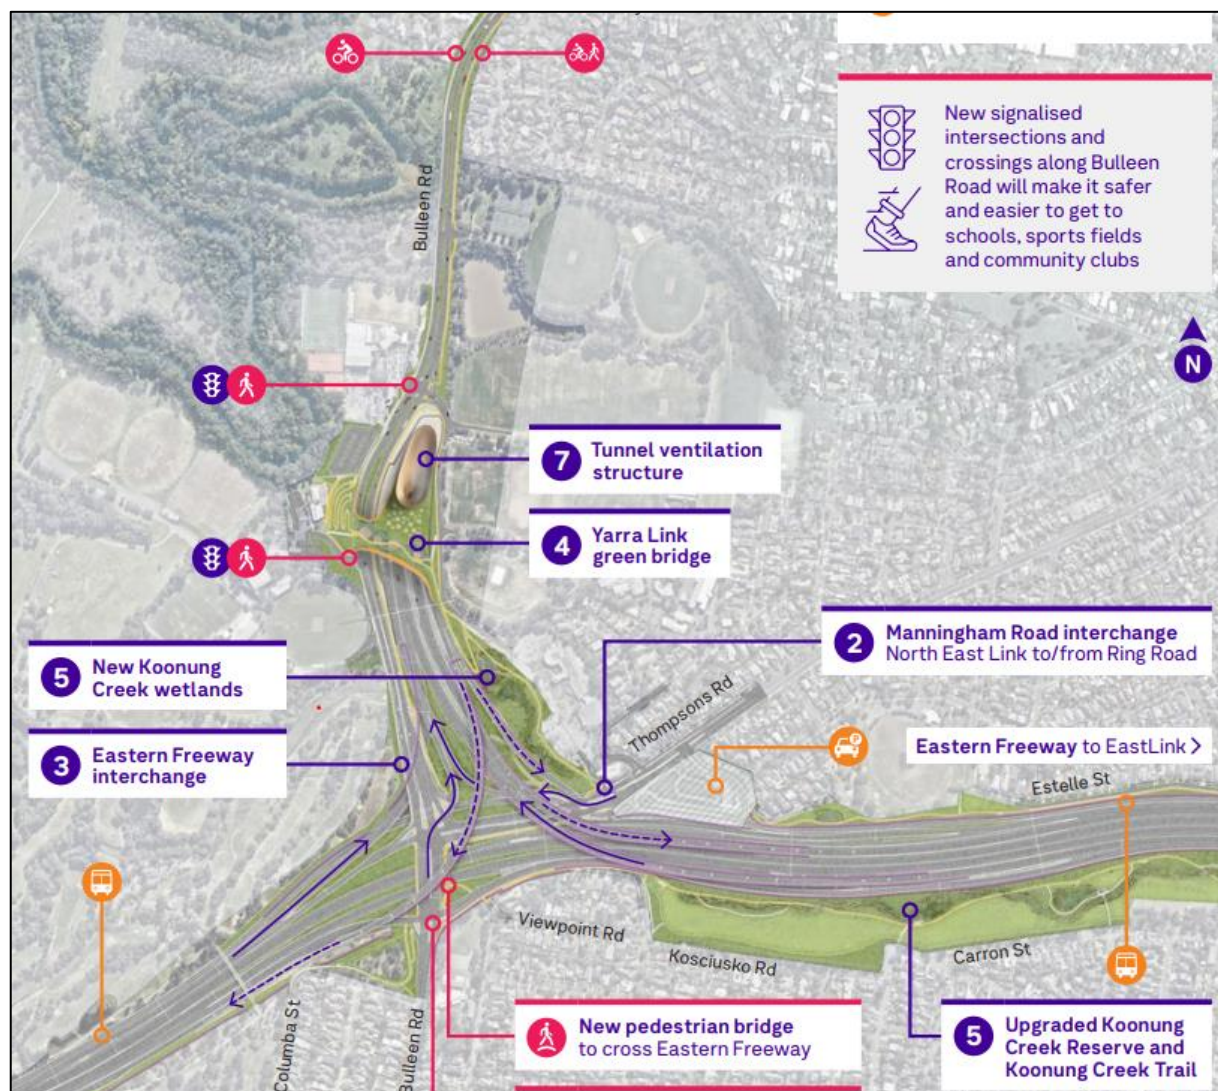 New signalised
intersections and
crossings along Bulleen
Road will make it safer
and easier to get to
schools, sports fields
and community clubs
Bulleen Rd
N
7
Tunnel ventilation
structure
4
Yarra Link
green bridge
2
Manningham Road interchange
North East Link to/from Ring Road
5
New Koonung
Creek wetlands
3
Eastern Freeway
interchange
Thompsons Rd
P
Eastern Freeway to EastLink >
Estelle St
Viewpoint Rd
Kosciusko Rd
Carron St
Columba St
Bulleen Rd
New pedestrian bridge
to cross Eastern Freeway
5
Upgraded Koonung
Creek Reserve and
Koonung Creek Trail